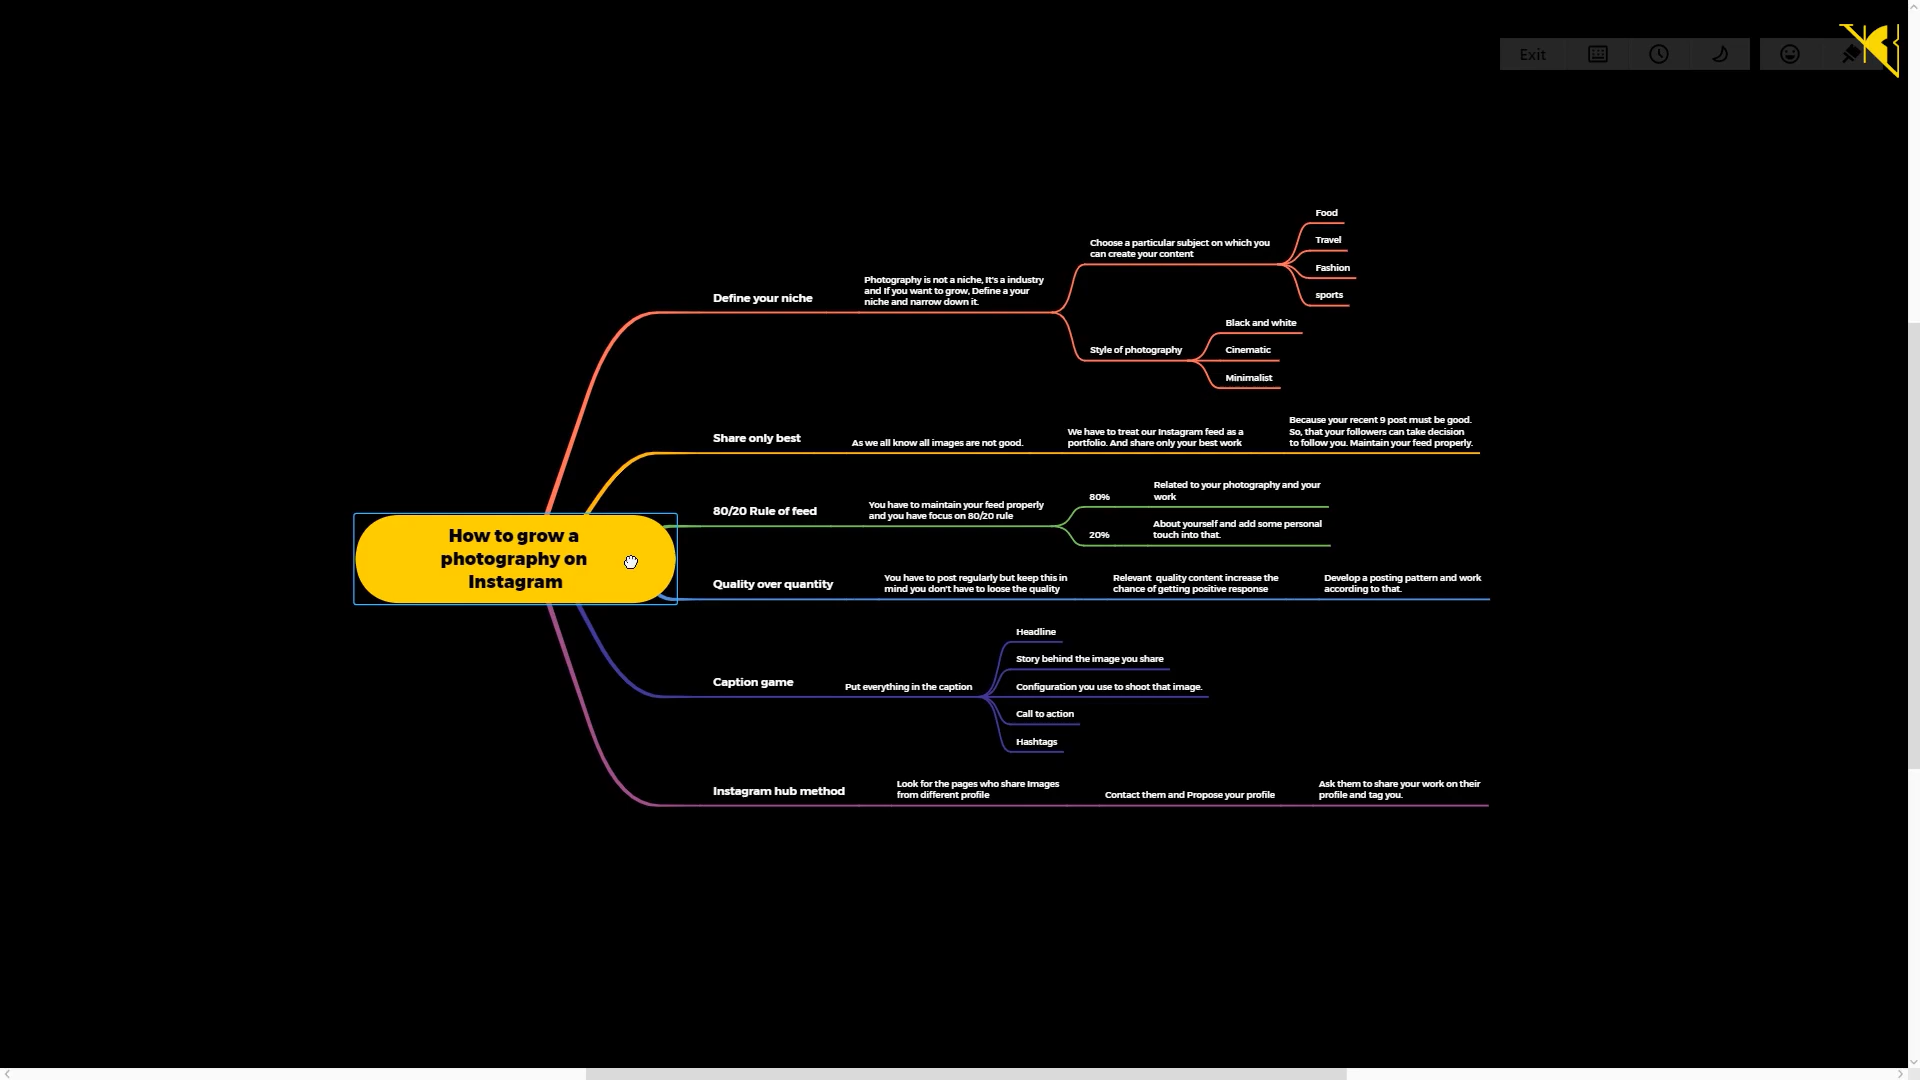 Exit
Food
Travel
Fashion
sports
Choose a particular subject on which you
can create your content
Photography is not a niche, It's a industry
and If you want to grow, Define a your
niche and narrow down it.
Define your niche
Black and white
Cinematic
Minimalist
Style of photography
Share only best
As we all know all images are not good.
We have to treat our Instagram feed as a
portfolio. And share only your best work
Because your recent 9 post must be good.
So, that your followers can take decision
to follow you. Maintain your feed properly.
80/20 Rule of feed
You have to maintain your feed properly
and you have focus on 80/20 rule
80%
Related to your photography and your
work
20%
About yourself and add some personal
touch into that.
How to grow a
photography on
Instagram
Quality over quantity
You have to post regularly but keep this in
mind you don't have to loose the quality
Relevant  quality content increase the
chance of getting positive response
Develop a posting pattern and work
according to that.
Caption game
Put everything in the caption
Headline
Story behind the image you share
Configuration you use to shoot that image.
Call to action
Hashtags
Instagram hub method
Look for the pages who share Images
from different profile
Contact them and Propose your profile
Ask them to share your work on their
profile and tag you.